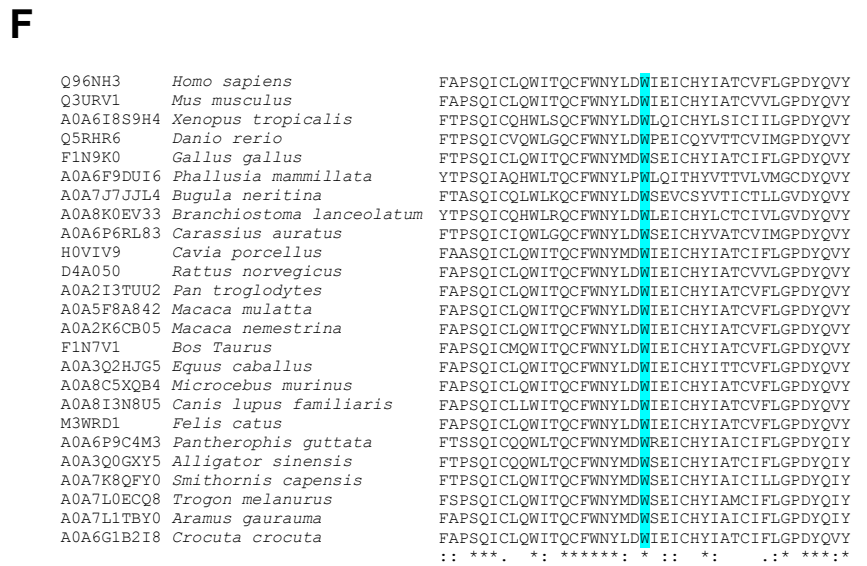 F
Q96NH3 Homo sapiens FAPSQICLQWITQCFWNYLDWIEICHYIATCVFLGPDYQVY
Q3URV1 Mus musculus FAPSQICLQWITQCFWNYLDWIEICHYIATCVVLGPDYQVY
A0A6I8S9H4 Xenopus tropicalis FTPSQICQHWLSQCFWNYLDWLQICHYLSICIILGPDYQVY
Q5RHR6 Danio rerio FTPSQICVQWLGQCFWNYLDWPEICQYVTTCVIMGPDYQVY
F1N9K0 Gallus gallus FTPSQICLQWITQCFWNYMDWSEICHYIATCIFLGPDYQVY
A0A6F9DUI6 Phallusia mammillata YTPSQIAQHWLTQCFWNYLPWLQITHYVTTVLVMGCDYQVY
A0A7J7JJL4 Bugula neritina FTASQICQLWLKQCFWNYLDWSEVCSYVTICTLLGVDYQVY
A0A8K0EV33 Branchiostoma lanceolatum YTPSQICQHWLRQCFWNYLDWLEICHYLCTCIVLGVDYQVY
A0A6P6RL83 Carassius auratus FTPSQICIQWLGQCFWNYLDWSEICHYVATCVIMGPDYQVY
H0VIV9 Cavia porcellus FAASQICLQWITQCFWNYMDWIEICHYIATCIFLGPDYQVY
D4A050 Rattus norvegicus FAPSQICLQWITQCFWNYLDWIEICHYIATCVVLGPDYQVY
A0A2I3TUU2 Pan troglodytes FAPSQICLQWITQCFWNYLDWIEICHYIATCVFLGPDYQVY
A0A5F8A842 Macaca mulatta FAPSQICLQWITQCFWNYLDWIEICHYIATCVFLGPDYQVY
A0A2K6CB05 Macaca nemestrina FAPSQICLQWITQCFWNYLDWIEICHYIATCVFLGPDYQVY
F1N7V1 Bos Taurus FAPSQICMQWITQCFWNYLDWIEICHYIATCVFLGPDYQVY
A0A3Q2HJG5 Equus caballus FAPSQICLQWITQCFWNYLDWIEICHYITTCVFLGPDYQVY
A0A8C5XQB4 Microcebus murinus FAPSQICLQWITQCFWNYLDWIEICHYIATCVFLGPDYQVY
A0A8I3N8U5 Canis lupus familiaris FAPSQICLLWITQCFWNYLDWIEICHYIATCVFLGPDYQVY
M3WRD1 Felis catus FAPSQICLQWITQCFWNYLDWIEICHYIATCVFLGPDYQVY
A0A6P9C4M3 Pantherophis guttata FTSSQICQQWLTQCFWNYMDWREICHYIAICIFLGPDYQIY
A0A3Q0GXY5 Alligator sinensis FTPSQICQQWLTQCFWNYMDWSEICHYIATCIFLGPDYQIY
A0A7K8QFY0 Smithornis capensis FTPSQICLQWITQCFWNYMDWSEICHYIAICILLGPDYQIY
A0A7L0ECQ8 Trogon melanurus FSPSQICLQWITQCFWNYMDWSEICHYIAMCIFLGPDYQIY
A0A7L1TBY0 Aramus gaurauma FAPSQICLQWITQCFWNYMDWSEICHYIAICIFLGPDYQIY
A0A6G1B2I8 Crocuta crocuta FAPSQICLQWITQCFWNYLDWIEICHYIATCVFLGPDYQVY
:: ***. *: ******: * :: *: .:* ***:*